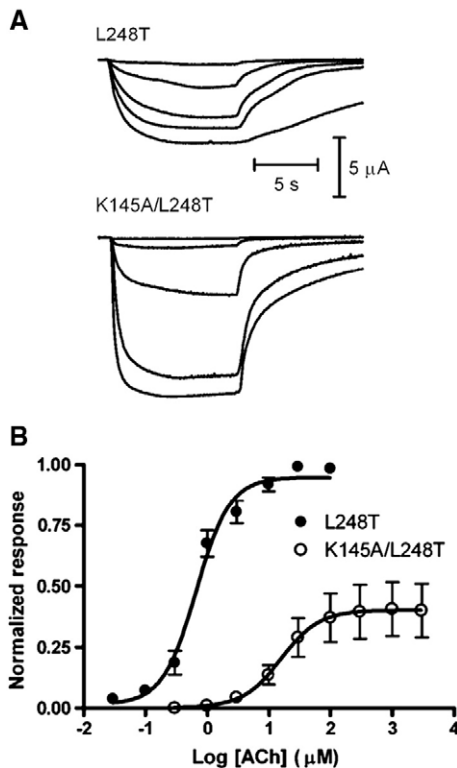 A
L248T
5 s
5 μA
K145A/L248T
B
Normalized response
1.00
0.75
0.50
0.25
0.00
L248T
K145A/L248T
-2 -1 0 1 2 3 4
Log [ACh] ( μM)